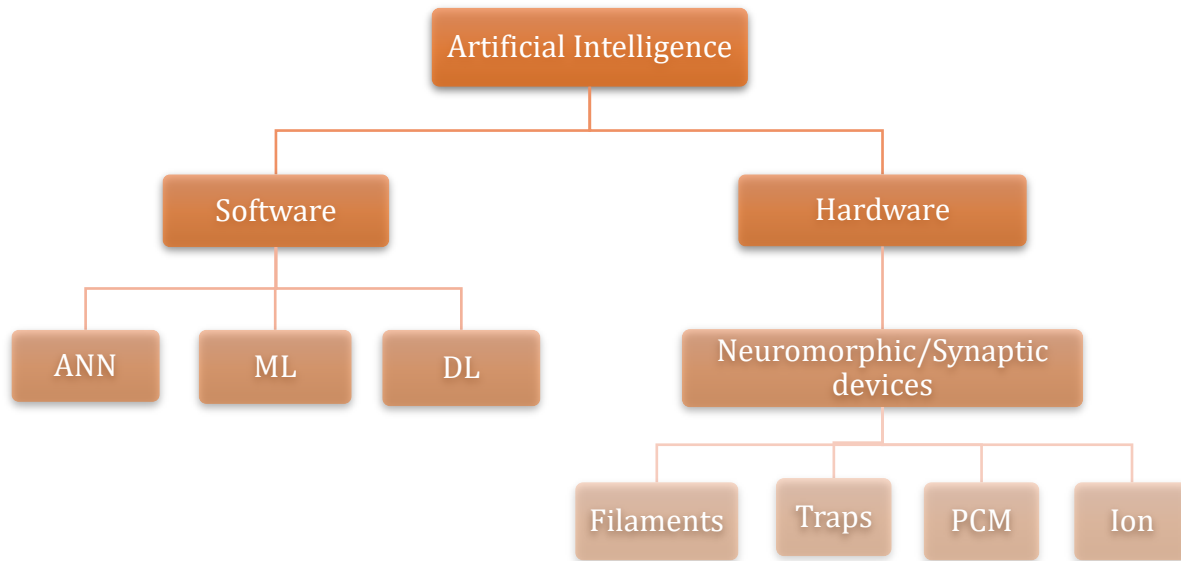 Artificial Intelligence
Software
Hardware
ANN
ML
DL
Neuromorphic/Synaptic
devices
Filaments
Traps
PCM
Ion